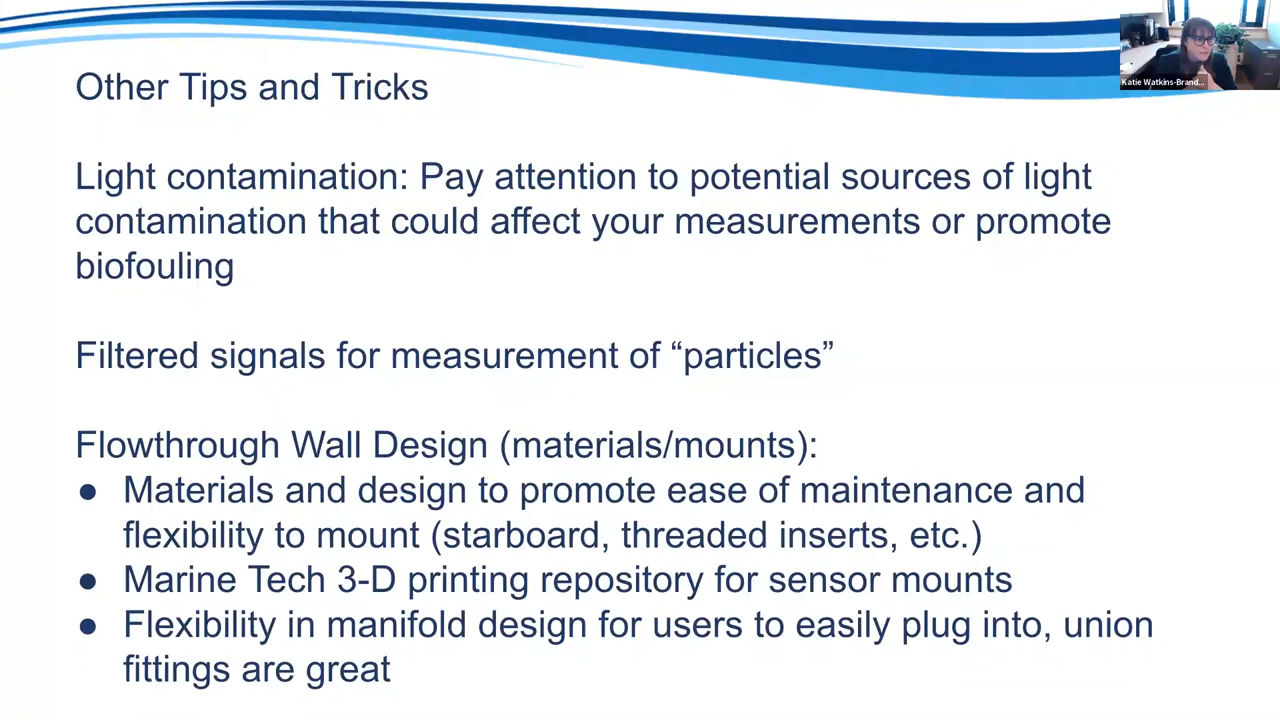 Other Tips and Tricks
Katie Watkins-Brand...
Light contamination: Pay attention to potential sources of light
contamination that could affect your measurements or promote
biofouling
Filtered signals for measurement of “particles”
Flowthrough Wall Design (materials/mounts):
● Materials and design to promote ease of maintenance and
flexibility to mount (starboard, threaded inserts, etc.)
● Marine Tech 3-D printing repository for sensor mounts
● Flexibility in manifold design for users to easily plug into, union
fittings are great